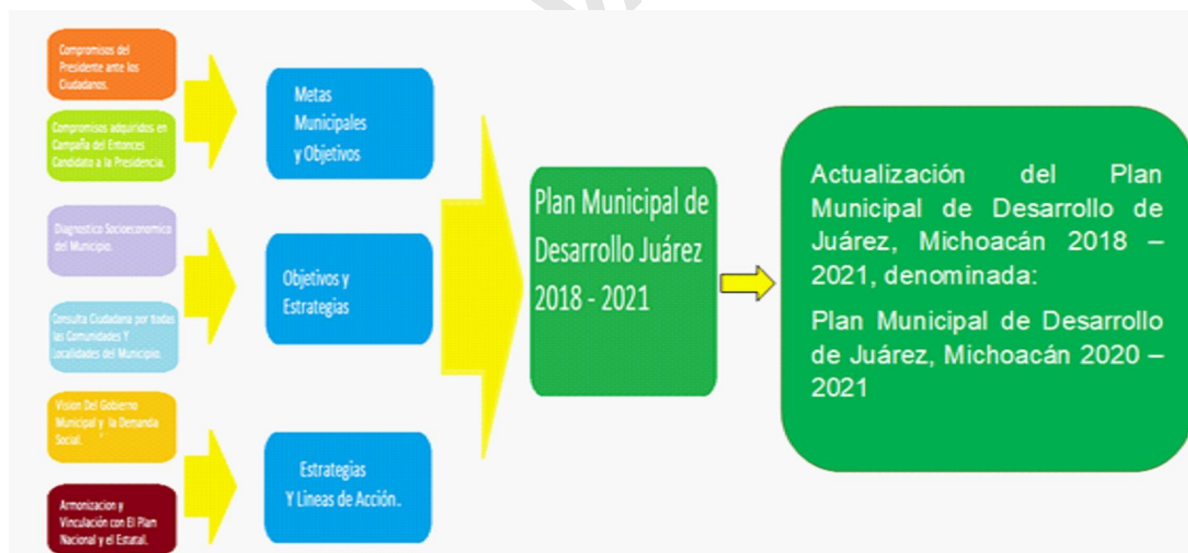 Compromisos del
Presidente ante los
Ciudadanos.
Compromisos adquiridos en
Campaña del Entonces
Candidato a la Presidencia.
Diagnostico Socioeconomico
del Municipio.
Consulta Ciudadana por todas
las Comunidades Y
Localidades del Municipio.
Vision Del Gobierno
Municipal y la Demanda
Social.
Armonizacion y
Vinculación con El Plan
Nacional y el Estatal.
Metas
Municipales
y Objetivos
Objetivos y
Estrategias
Estrategias
Y Lineas de Acción..
Plan Municipal de
Desarrollo Juárez
2018 - 2021
Actualización del Plan
Municipal de Desarrollo de
Juárez, Michoacán 2018 –
2021, denominada:
Plan Municipal de Desarrollo
de Juárez, Michoacán 2020 –
2021